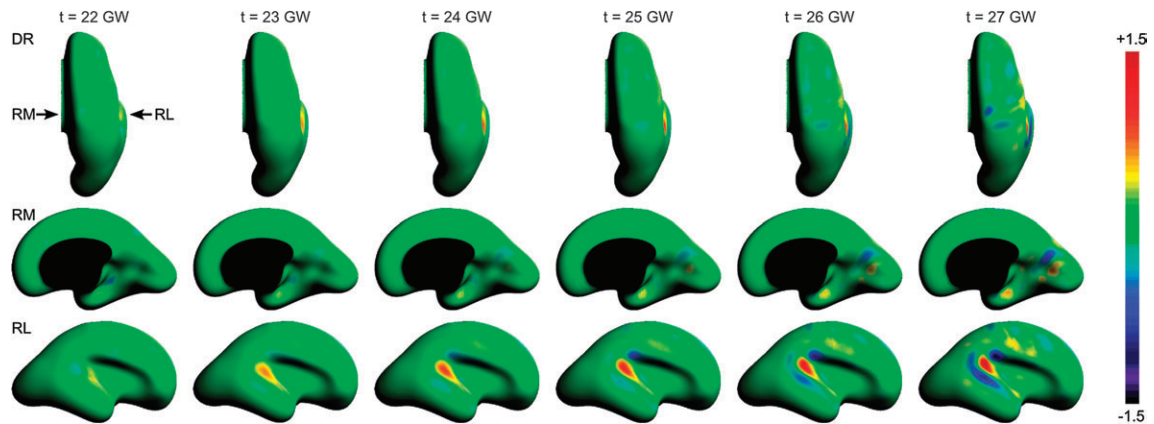 t = 22 GW t = 23 GW t = 24 GW t = 25 GW t = 26 GW t = 27 GW
DR
+1.5
RM RL
RM
RL
-1.5